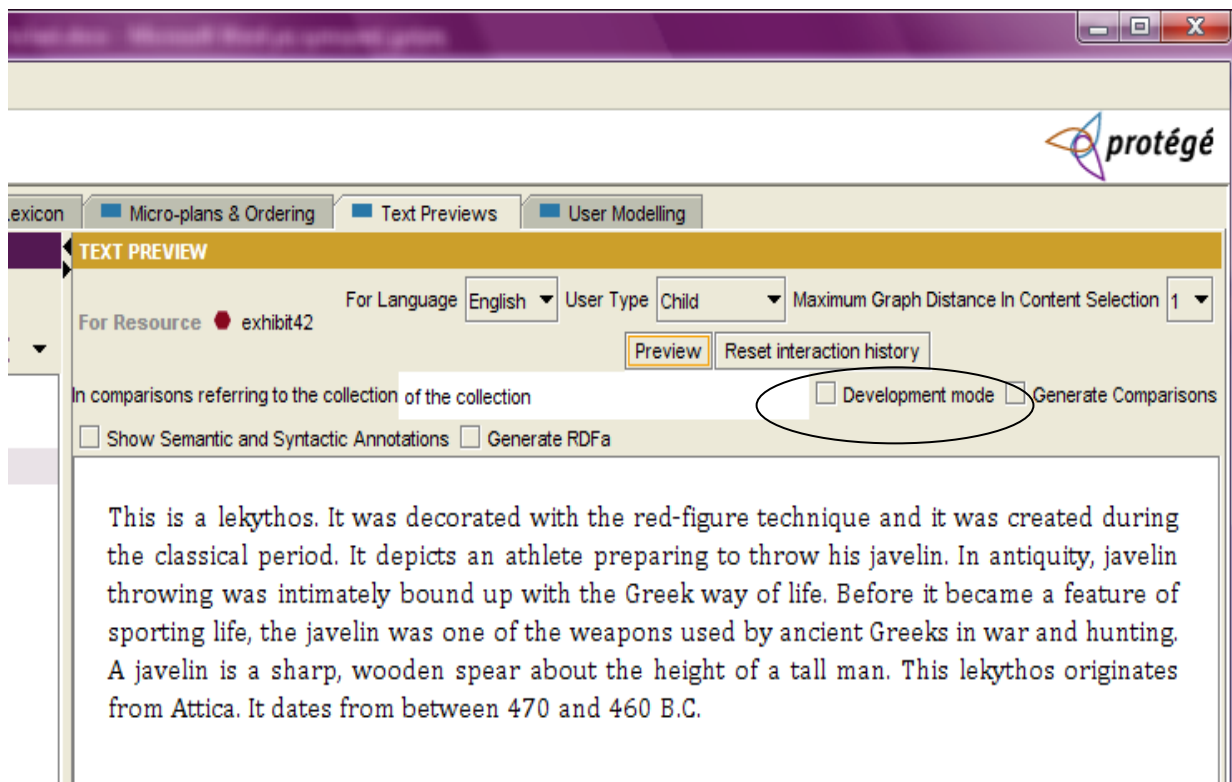 protégé
exicon Micro-plans & Ordering Text Previews User Modelling
TEXT PREVIEW
For Language English User Type Child Maximum Graph Distance In Content Selection 1
For Resource exhibit42
Preview Reset interaction history
In comparisons referring to the collection of the collection Development mode Generate Comparisons
Show Semantic and Syntactic Annotations Generate RDFa
This is a lekythos. It was decorated with the red-figure technique and it was created during
the classical period. It depicts an athlete preparing to throw his javelin. In antiquity, javelin
throwing was intimately bound up with the Greek way of life. Before it became a feature of
sporting life, the javelin was one of the weapons used by ancient Greeks in war and hunting.
A javelin is a sharp, wooden spear about the height of a tall man. This lekythos originates
from Attica. It dates from between 470 and 460 B.C.